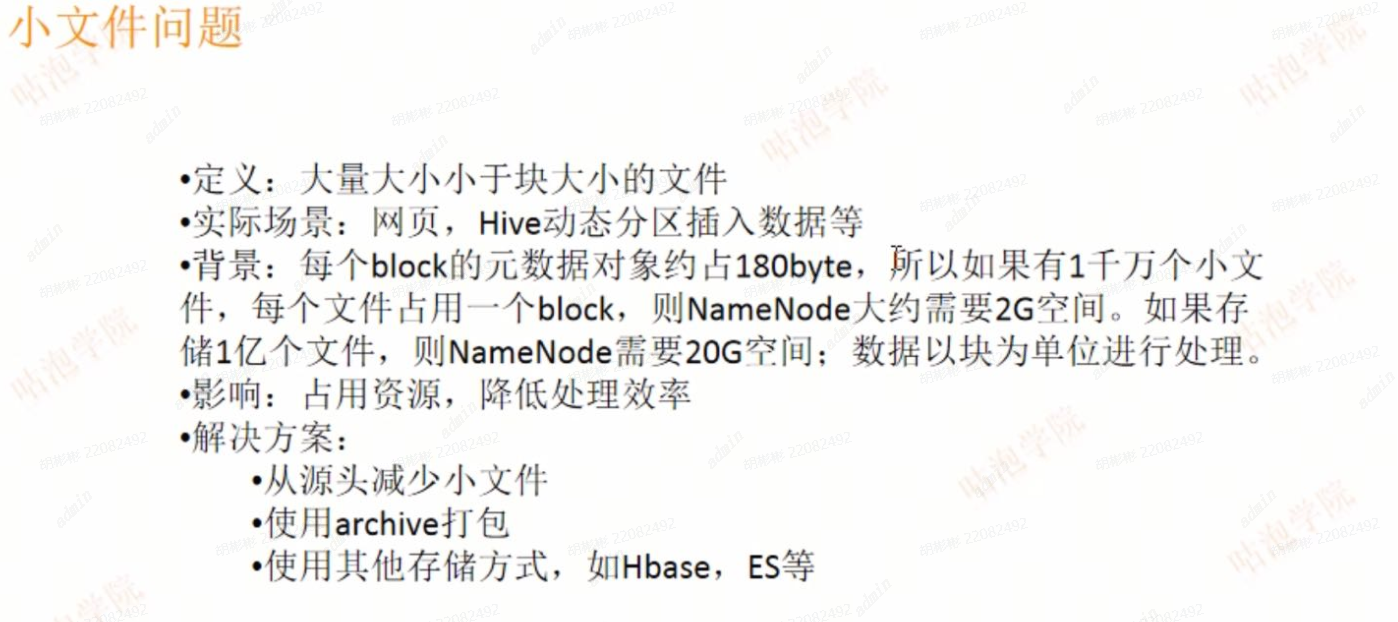 小文件问题
•定义：大量大小小于块大小的文件
•实际场景：网页，Hive动态分区插入数据等
•背景：每个block的元数据对象约占180byte，所以如果有1千万个小文
件，每个文件占用一个block，则NameNode大约需要2G空间。如果存
储1亿个文件，则NameNode需要20G空间；数据以块为单位进行处理。
•影响：占用资源，降低处理效率
•解决方案：
•从源头减少小文件
•使用archive打包
•使用其他存储方式，如Hbase，ES等
咕泡学院
胡彬彬 22082492
admin